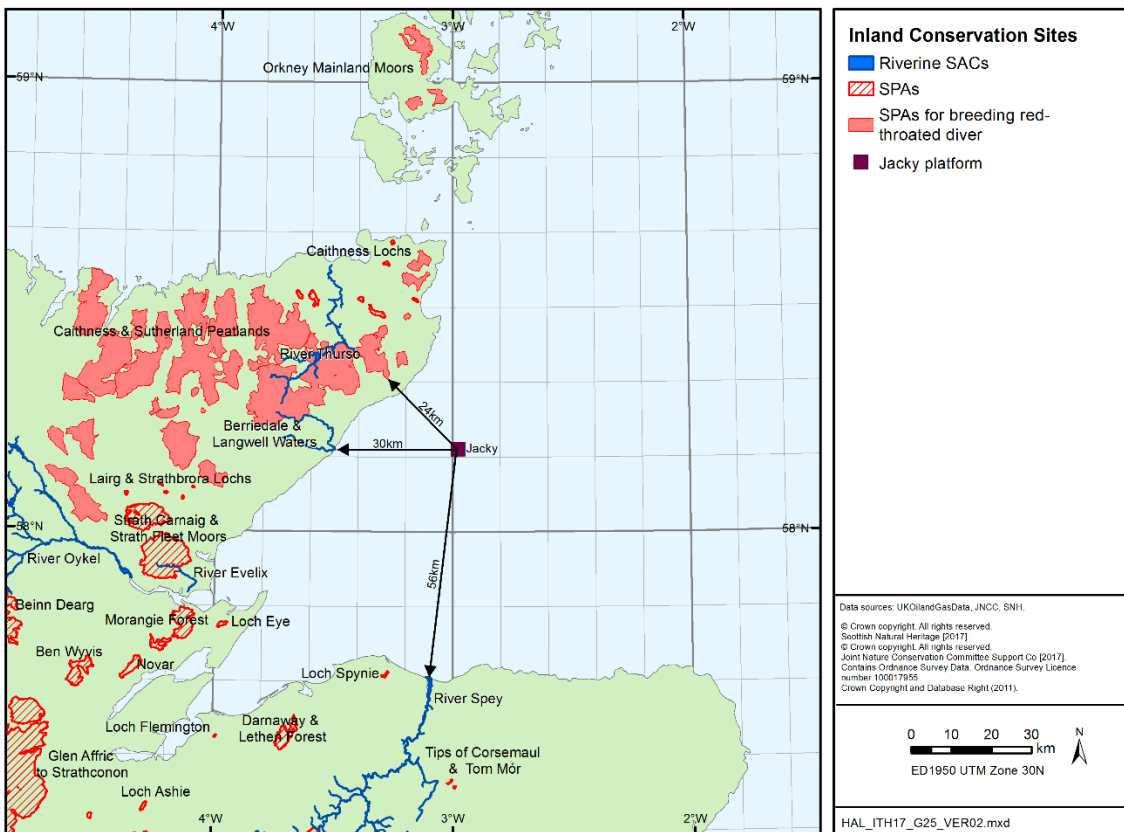 4°W
3°W
2°W
59°N
59°N
Orkney Mainland Moors
Caithness Lochs
Caithness & Sutherland Peatlands
River Thurso
24km
Berriedale &
Langwell Waters
30km
Jacky
Lairg & Strathbrora Lochs
Strath Carnaig &
Strath Fleet Moors
58°N
58°N
River Oykel
River Evelix
56km
Beinn Dearg
Morangie Forest
Loch Eye
Ben Wyvis
Novar
Loch Spynie
River Spey
Loch Flemington
Darnaway &
Lethen Forest
Glen Affric
to Strathconon
Tips of Corsemaul
& Tom Mór
Loch Ashie
4°W
3°W
2°W
Inland Conservation Sites
Riverine SACs
SPAs
SPAs for breeding red-
throated diver
Jacky platform
Data sources: UKOilandGasData, JNCC, SNH.
© Crown copyright. All rights reserved.
Scottish Natural Heritage [2017]
© Crown copyright. All rights reserved.
Joint Nature Conservation Committee Support Co [2017].
Contains Ordnance Survey Data. Ordnance Survey Licence
number 100017955.
Crown Copyright and Database Right (2011).
0 10 20 30
km
N
ED1950 UTM Zone 30N
HAL_ITH17_G25_VER02.mxd